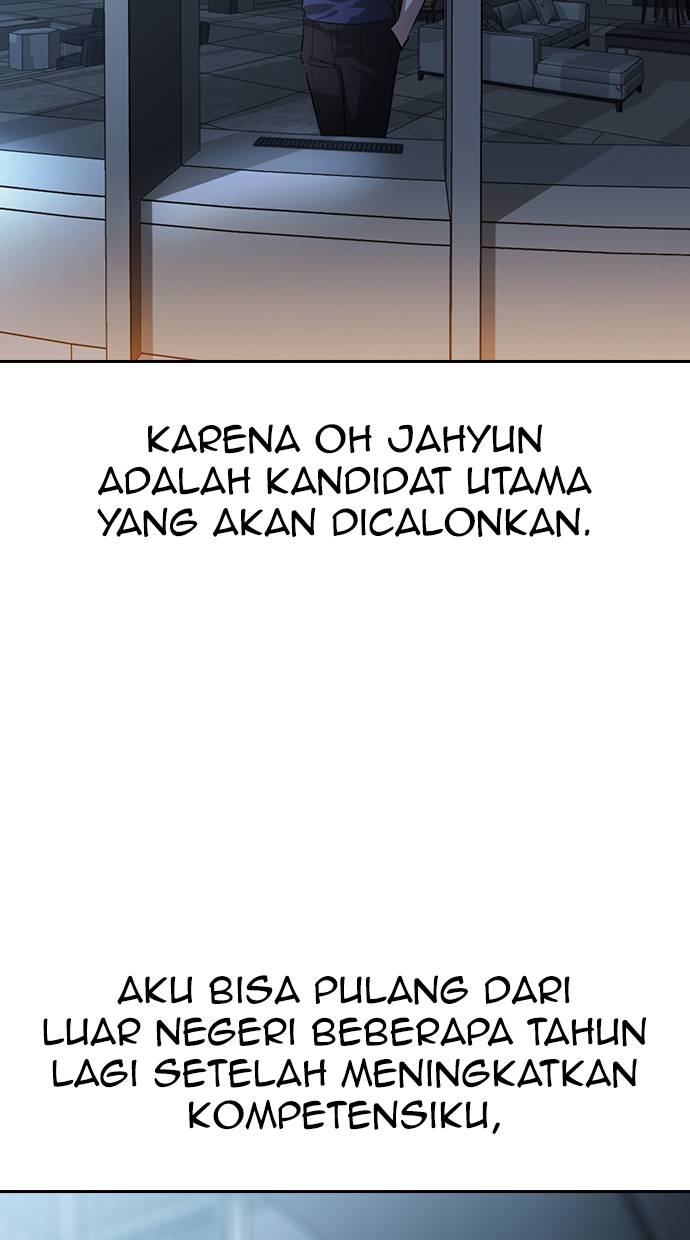 KARENA OH JAHYUN
ADALAH KANDIDAT UTAMA
YANG AKAN DICALONKAN.
AKU BISA PULANG DARI
LUAR NEGERI BEBERAPA TAHUN
LAGI SETELAH MENINGKATKAN
KOMPETENSIKU,